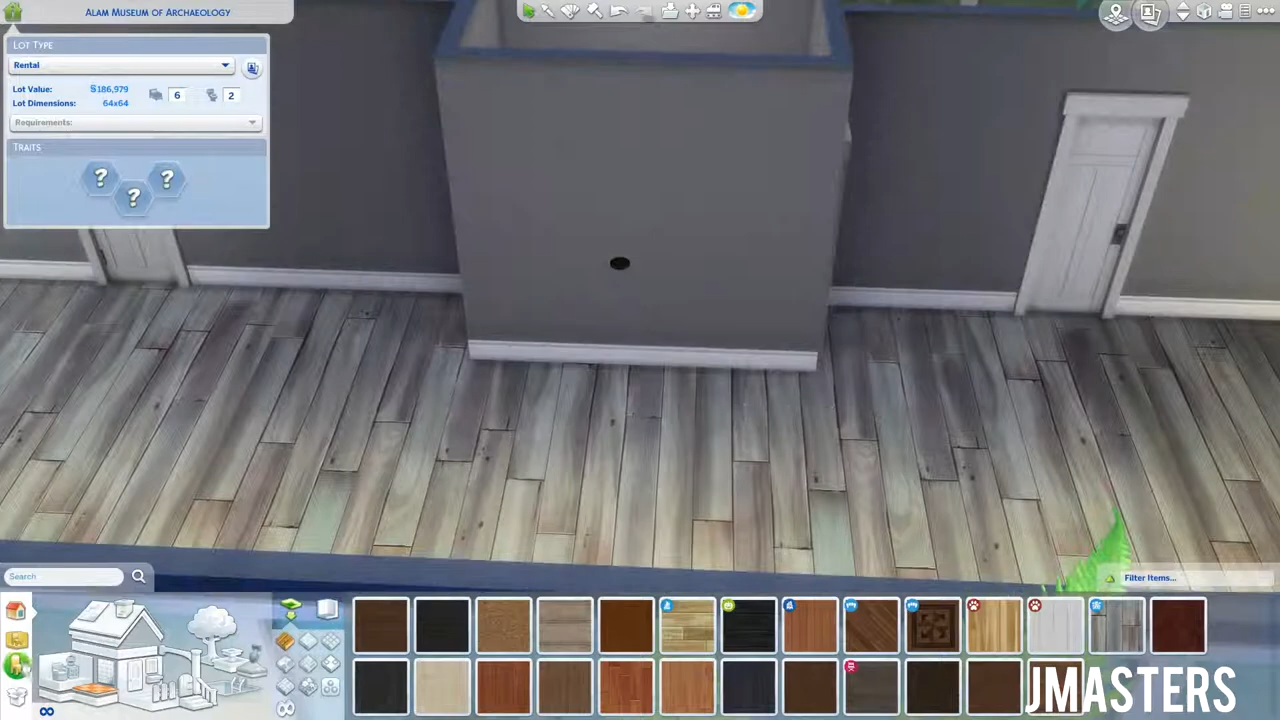 ALAM MUSEUM OF ARCHAEOLOGY
LOT TYPE
Rental
Lot Value: §186,979
6
2
Lot Dimensions: 64x64
Requirements:
TRAITS
? ? ?
Search
Filter Items...
JMASTERS